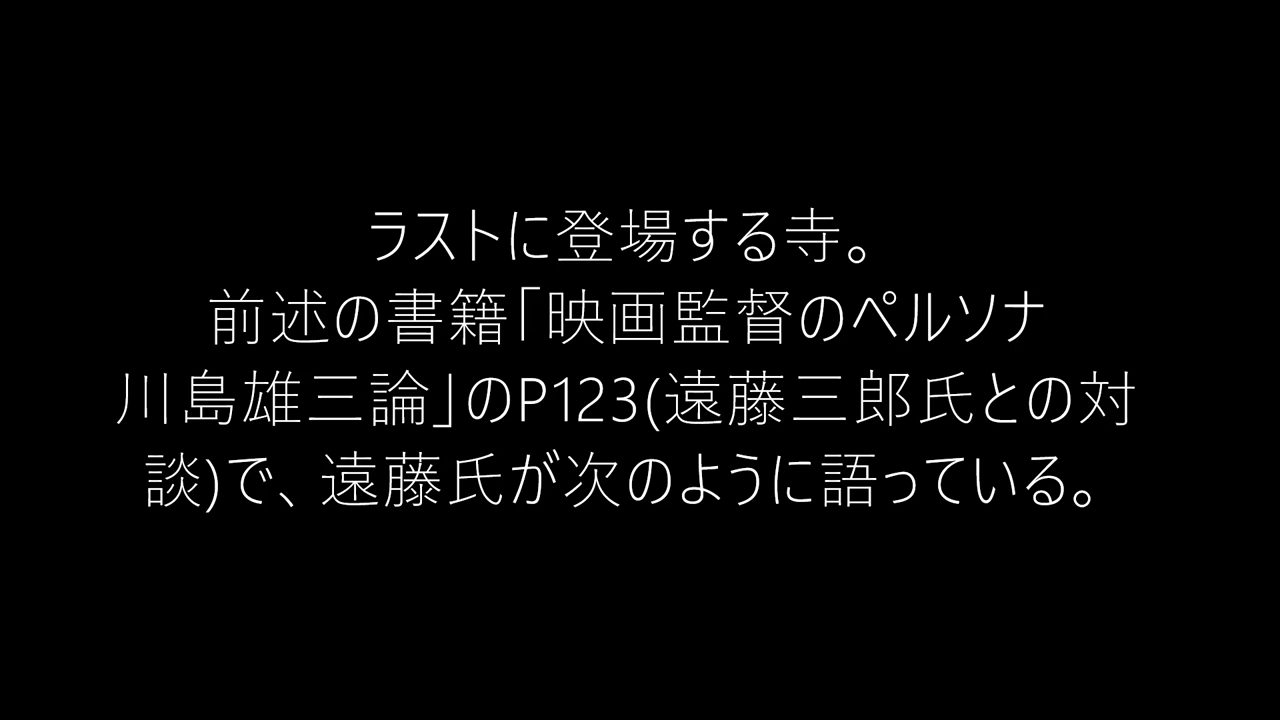 ラストに登場する寺。
前述の書籍｢映画監督のペルソナ
川島雄三論｣のP123(遠藤三郎氏との対
談)で、遠藤氏が次のように語っている。